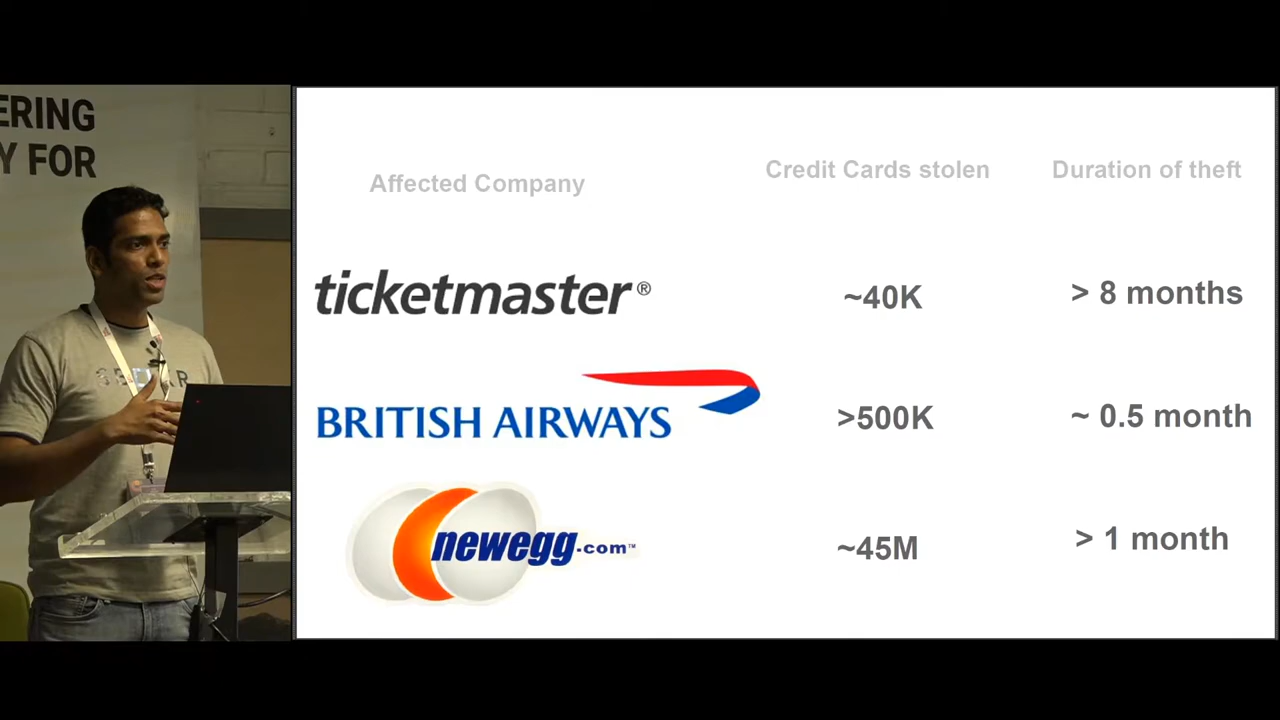 ERING
Y FOR
Affected Company
Credit Cards stolen
Duration of theft
ticketmaster®
~40K
> 8 months
BRITISH AIRWAYS
>500K
~ 0.5 month
newegg.com™
~45M
> 1 month